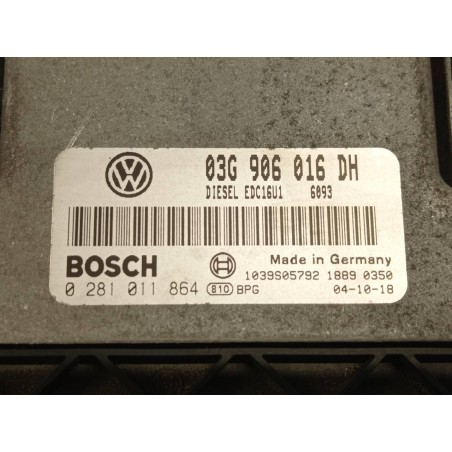 03G 906 016 DH
DIESEL EDC16U1 6093
BOSCH
Made in Germany
1039S05792 1889 0350
0 281 011 864 810 BPG 04-10-18